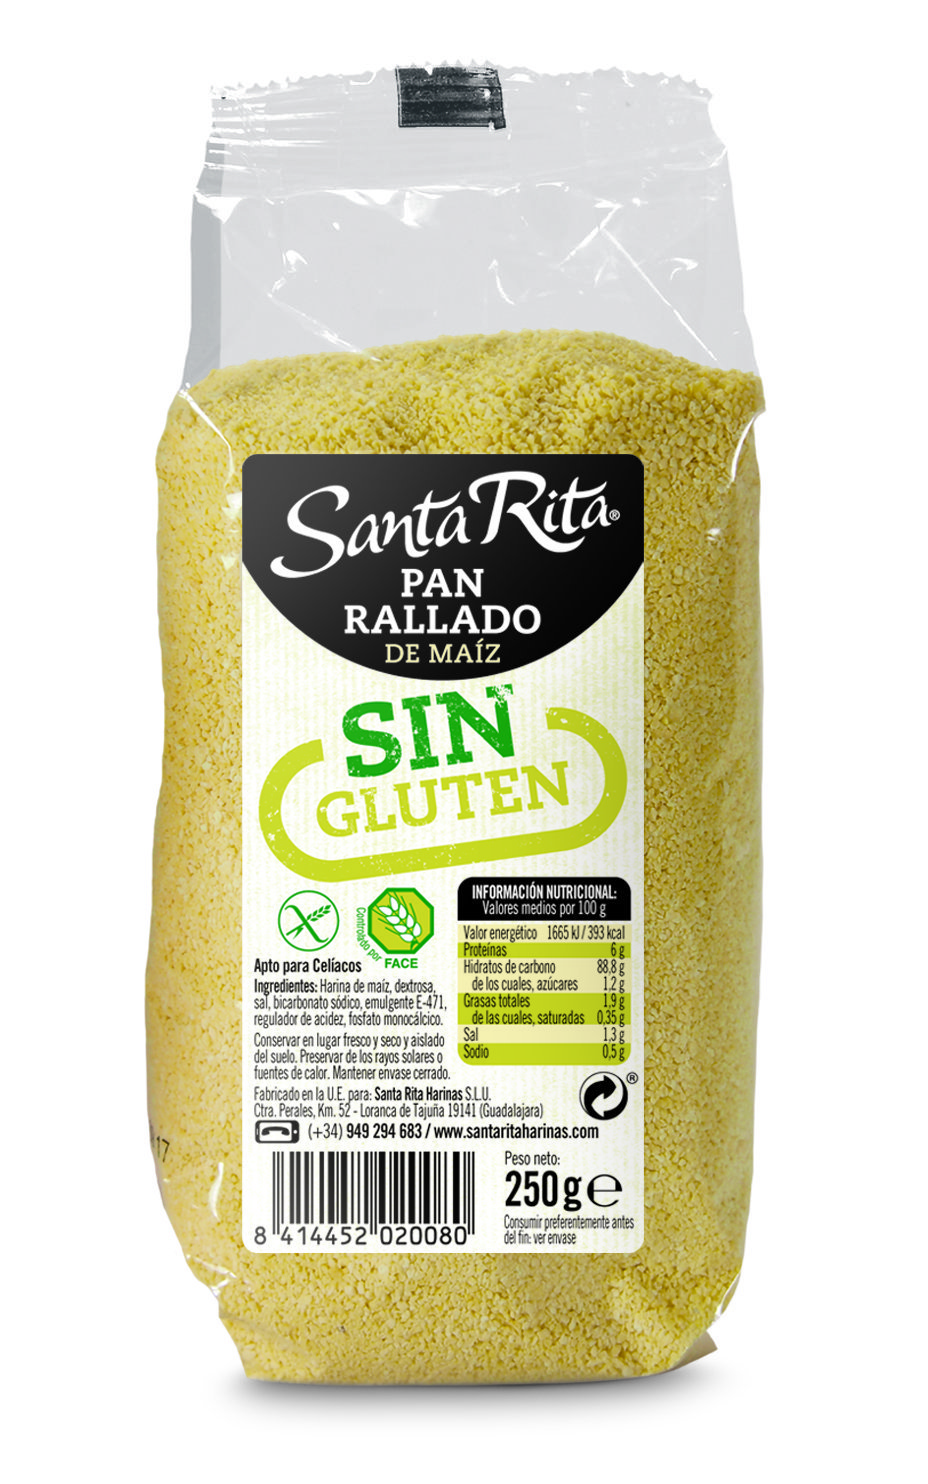 Santa Rita®
PAN
RALLADO
DE MAÍZ
SIN
GLUTEN
Controlado por
FACE
Apto para Celíacos
Ingredientes: Harina de maíz, dextrosa,
sal, bicarbonato sódico, emulgente E-471,
regulador de acidez, fosfato monocálcico.
Conservar en lugar fresco y seco y aislado
del suelo. Preservar de los rayos solares o
fuentes de calor. Mantener envase cerrado.
INFORMACIÓN NUTRICIONAL:
Valores medios por 100 g
Valor energético 1665 kJ / 393 kcal
Proteínas 6 g
Hidratos de carbono 88,8 g
de los cuales, azúcares 1,2 g
Grasas totales 1,9 g
de las cuales, saturadas 0,35 g
Sal 1,3 g
Sodio 0,5 g
®
Fabricado en la U.E. para: Santa Rita Harinas S.L.U.
Ctra. Perales, Km. 52 - Loranca de Tajuña 19141 (Guadalajara)
(+34) 949 294 683 / www.santaritaharinas.com
8 414452 020080
Peso neto:
250 g e
Consumir preferentemente antes
del fin: ver envase
17